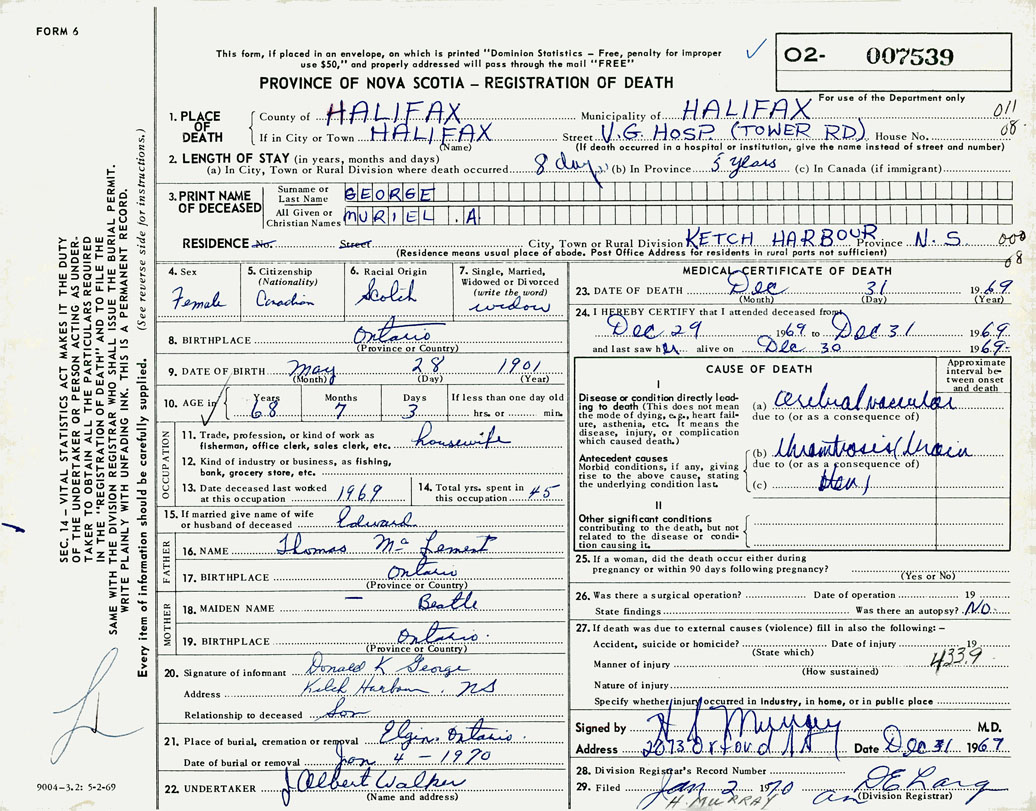 FORM 6
This form, if placed in an envelope, on which is printed "Dominion Statistics – Free, penalty for improper
use $50," and properly addressed will pass through the mail "FREE"
PROVINCE OF NOVA SCOTIA – REGISTRATION OF DEATH
✓
O2- 007539
For use of the Department only
1. PLACE OF DEATH
County of HALIFAX Municipality of HALIFAX 011
If in City or Town HALIFAX Street V.G. HOSP (TOWER RD) House No. 08
(Name) (If death occurred in a hospital or institution, give the name instead of street and number)
2. LENGTH OF STAY (in years, months and days)
(a) In City, Town or Rural Division where death occurred 8 days (b) In Province 5 years (c) In Canada (if immigrant)
3. PRINT NAME OF DECEASED
Surname or Last Name GEORGE
All Given or Christian Names MURIEL .A
RESIDENCE No. Street City, Town or Rural Division KETCH HARBOUR Province N.S 000
(Residence means usual place of abode. Post Office Address for residents in rural parts not sufficient) 08
4. Sex
Female
5. Citizenship
(Nationality)
Canadian
6. Racial Origin
Scotch
7. Single, Married,
Widowed or Divorced
(write the word)
widow
8. BIRTHPLACE Ontario
(Province or Country)
9. DATE OF BIRTH May 28 1901
(Month) (Day) (Year)
10. AGE in
Years Months Days If less than one day old
68 7 3 hrs. or min.
OCCUPATION
11. Trade, profession or kind of work as
fisherman, office clerk, sales clerk, etc. housewife
12. Kind of industry or business, as fishing,
bank, grocery store, etc.
13. Date deceased last worked
at this occupation 1969
14. Total yrs. spent in
this occupation 45
15. If married give name of wife
or husband of deceased Edward
FATHER
16. NAME Thomas
17. BIRTHPLACE Ontario
(Province or Country)
MOTHER
18. MAIDEN NAME — Beatle
19. BIRTHPLACE Ontario.
(Province or Country)
20. Signature of informant Donald K George
Address Ketch Harbour. NS
Relationship to deceased Son
21. Place of burial, cremation or removal Elgin Ontario.
Date of burial or removal Jan 4 – 1970
22. UNDERTAKER J Albert Walker
(Name and address)
MEDICAL CERTIFICATE OF DEATH
23. DATE OF DEATH Dec 31 1969
(Month) (Day) (Year)
24. I HEREBY CERTIFY that I attended deceased from
Dec 29 1969 to Dec 31 1969
and last saw her alive on Dec 30 1969
CAUSE OF DEATH
Approximate
interval be-
tween onset
and death
I
Disease or condition directly lead-
ing to death (This does not
mean the mode of dying, e.g., heart fail-
ure, asthenia, etc. It means the
disease, injury, or complication
which caused death.)
(a) cerebral vascular
due to (or as a consequence of)
Antecedent causes
Morbid conditions, if any, giving
rise to the above cause, stating
the underlying condition last.
(b) thrombosis
due to (or as a consequence of)
(c)
II
Other significant conditions
contributing to the death, but not
related to the disease or condi-
tion causing it.
25. If a woman, did the death occur either during
pregnancy or within 90 days following pregnancy?
(Yes or No)
26. Was there a surgical operation? Date of operation 19
State findings Was there an autopsy? NO
27. If death was due to external causes (violence) fill in also the following: –
Accident, suicide or homicide? Date of injury 19
(State which)
433.9
Manner of injury
(How sustained)
Nature of injury
Specify whether injury occurred in Industry, in home, or in public place
Signed by H S Murray M.D.
Address 2073 Oxford Date Dec 31 1967
28. Division Registrar's Record Number
29. Filed Jan 2 1970
H. MURRAY
(Division Registrar)
SEC. 14 – VITAL STATISTICS ACT MAKES IT THE DUTY
OF THE UNDERTAKER OR PERSON ACTING AS UNDER-
TAKER TO OBTAIN ALL THE PARTICULARS REQUIRED
IN THE "REGISTRATION OF DEATH" AND TO FILE THE
SAME WITH THE DIVISION REGISTRAR WHO SHALL ISSUE THE BURIAL PERMIT.
WRITE PLAINLY WITH UNFADING INK. THIS IS A PERMANENT RECORD.
Every item of information should be carefully supplied. (See reverse side for instructions.)
9004-3.2: 5-2-69